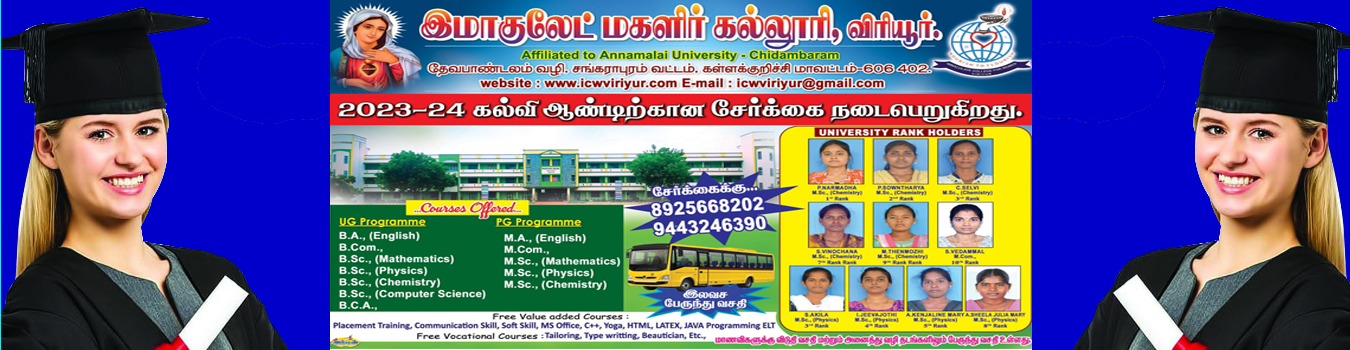 இமாகுலேட் மகளிர் கல்லூரி, விரியூர்.
Affiliated to Annamalai University - Chidambaram
தேவபாண்டலம் வழி, சங்கராபுரம் வட்டம், கள்ளக்குறிச்சி மாவட்டம்-606 402.
website : www.icwviriyur.com E-mail : icwviriyur@gmail.com
2023-24 கல்வி ஆண்டிற்கான சேர்க்கை நடைபெறுகிறது.
சேர்க்கைக்கு...
8925668202
9443246390
...Courses Offered...
UG Programme
B.A., (English)
B.Com.,
B.Sc., (Mathematics)
B.Sc., (Physics)
B.Sc., (Chemistry)
B.Sc., (Computer Science)
B.C.A.,
PG Programme
M.A., (English)
M.Com.,
M.Sc., (Mathematics)
M.Sc., (Physics)
M.Sc., (Chemistry)
இலவச
பேருந்து வசதி
UNIVERSITY RANK HOLDERS
P.NARMADHA
M.Sc., (Chemistry)
1st Rank
P.SOWNTHARYA
M.Sc., (Chemistry)
2nd Rank
C.SELVI
M.Sc., (Chemistry)
3rd Rank
S.VINOCHANA
M.Sc., (Chemistry)
7th Rank
M.THENMOZHI
M.Sc., (Chemistry)
9th Rank
S.VEDAMMAL
M.Com.,
10th Rank
S.AKILA
M.Sc., (Physics)
3rd Rank
I.JEEVAJOTHI
M.Sc., (Physics)
4th Rank
A.KENJALINE MARY
M.Sc., (Physics)
5th Rank
A.SHEELA JULIA MARY
M.Sc., (Physics)
Rank
Free Value added Courses :
Placement Training, Communication Skill, Soft Skill, MS Office, C++, Yoga, HTML, LATEX, JAVA Programming ELT
Free Vocational Courses : Tailoring, Type writting, Beautician, Etc.,
மாணவிகளுக்கு விடுதி வசதி மற்றும் அனைத்து வழி தடங்களிலும் பேருந்து வசதி உள்ளது.